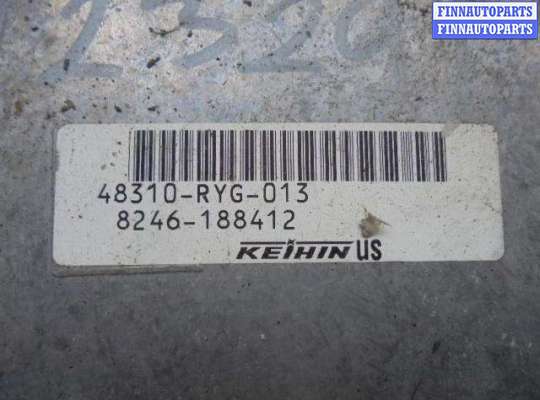 FINNAUTOPARTS
FINNAUTOPARTS
48310-RYG-013
8246-188412
KEIHIN US